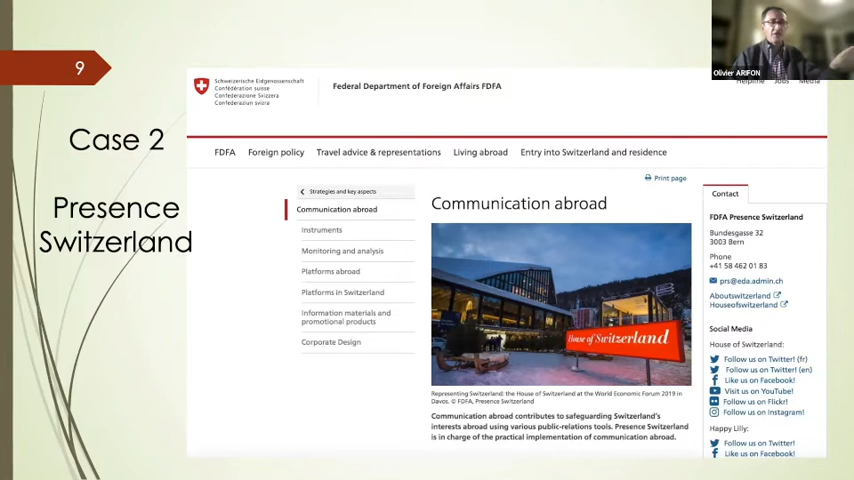 9
Case 2
Presence
Switzerland
Olivier ARIFON
Schweizerische Eidgenossenschaft
Confédération suisse
Confederazione Svizzera
Confederaziun svizra
Federal Department of Foreign Affairs FDFA
Helpline Jobs Media
FDFA Foreign policy Travel advice & representations Living abroad Entry into Switzerland and residence
Print page
Strategies and key aspects
Communication abroad
Instruments
Monitoring and analysis
Platforms abroad
Platforms in Switzerland
Information materials and
promotional products
Corporate Design
Communication abroad
House of Switzerland
Representing Switzerland: the House of Switzerland at the World Economic Forum 2019 in
Davos. © FDFA, Presence Switzerland
Communication abroad contributes to safeguarding Switzerland's
interests abroad using various public-relations tools. Presence Switzerland
is in charge of the practical implementation of communication abroad.
Contact
FDFA Presence Switzerland
Bundesgasse 32
3003 Bern
Phone
+41 58 462 01 83
prs@eda.admin.ch
Aboutswitzerland
Houseofswitzerland
Social Media
House of Switzerland:
Follow us on Twitter! (fr)
Follow us on Twitter! (en)
Like us on Facebook!
Visit us on YouTube!
Follow us on Flickr!
Follow us on Instagram!
Happy Lilly:
Follow us on Twitter!
Like us on Facebook!